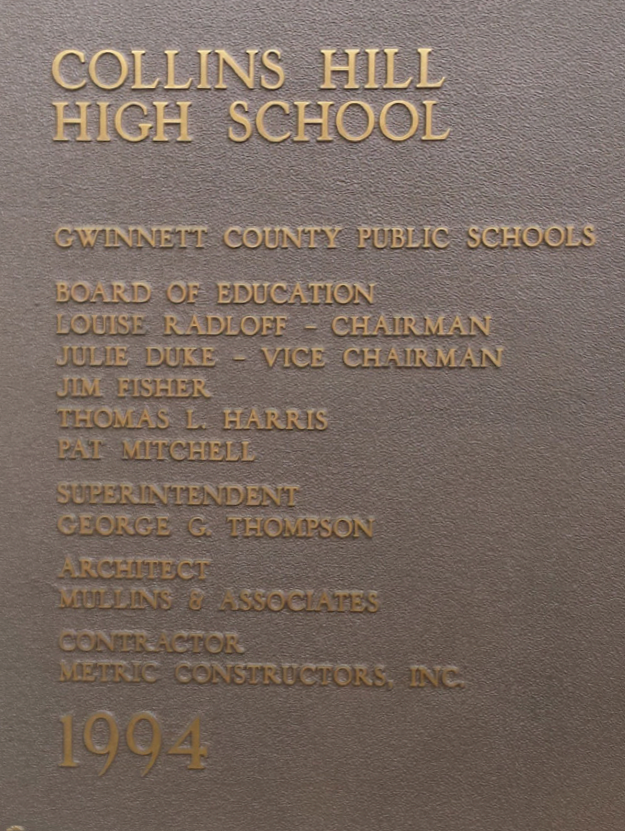 COLLINS HILL
HIGH SCHOOL
GWINNETT COUNTY PUBLIC SCHOOLS
BOARD OF EDUCATION
LOUISE RADLOFF - CHAIRMAN
JULIE DUKE - VICE CHAIRMAN
JIM FISHER
THOMAS L. HARRIS
PAT MITCHELL
SUPERINTENDENT
GEORGE G. THOMPSON
ARCHITECT
MULLINS & ASSOCIATES
CONTRACTOR
METRIC CONSTRUCTORS, INC.
1994